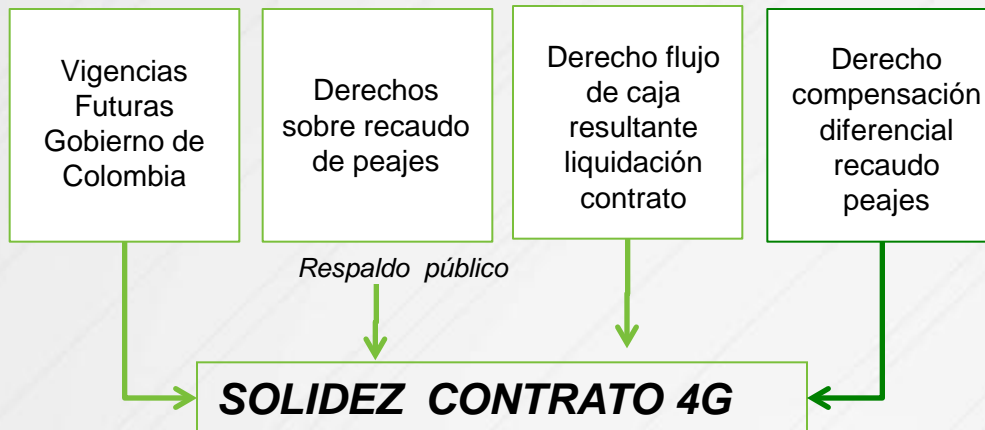 Vigencias
Futuras
Gobierno de
Colombia
Derechos
sobre recaudo
de peajes
Derecho flujo
de caja
resultante
liquidación
contrato
Derecho
compensación
diferencial
recaudo
peajes
Respaldo público
SOLIDEZ CONTRATO 4G